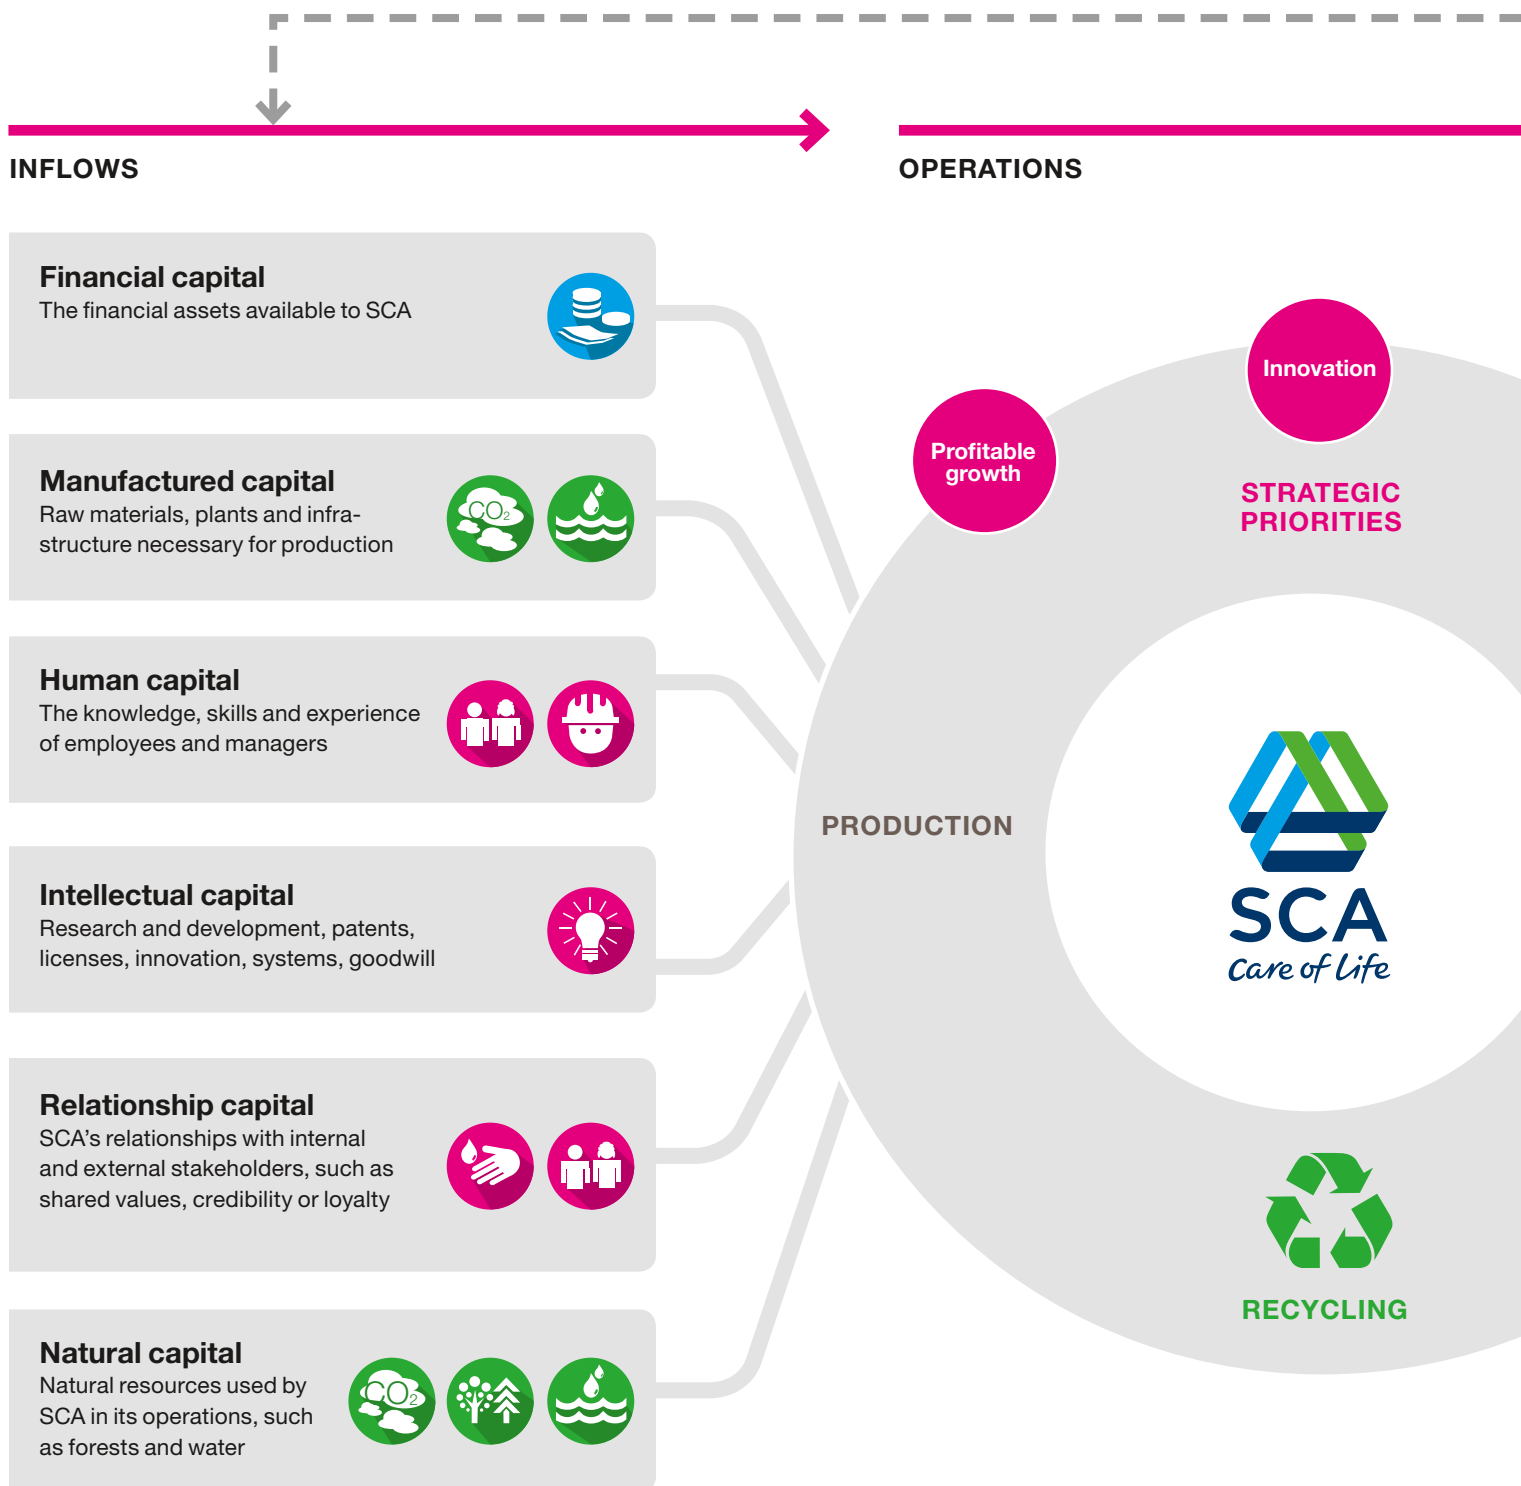 INFLOWS
OPERATIONS
Financial capital
The financial assets available to SCA
Manufactured capital
Raw materials, plants and infra-
structure necessary for production
CO2
Human capital
The knowledge, skills and experience
of employees and managers
Intellectual capital
Research and development, patents,
licenses, innovation, systems, goodwill
Relationship capital
SCA’s relationships with internal
and external stakeholders, such as
shared values, credibility or loyalty
Natural capital
Natural resources used by
SCA in its operations, such
as forests and water
CO2
Profitable
growth
Innovation
STRATEGIC
PRIORITIES
PRODUCTION
SCA
Care of Life
RECYCLING